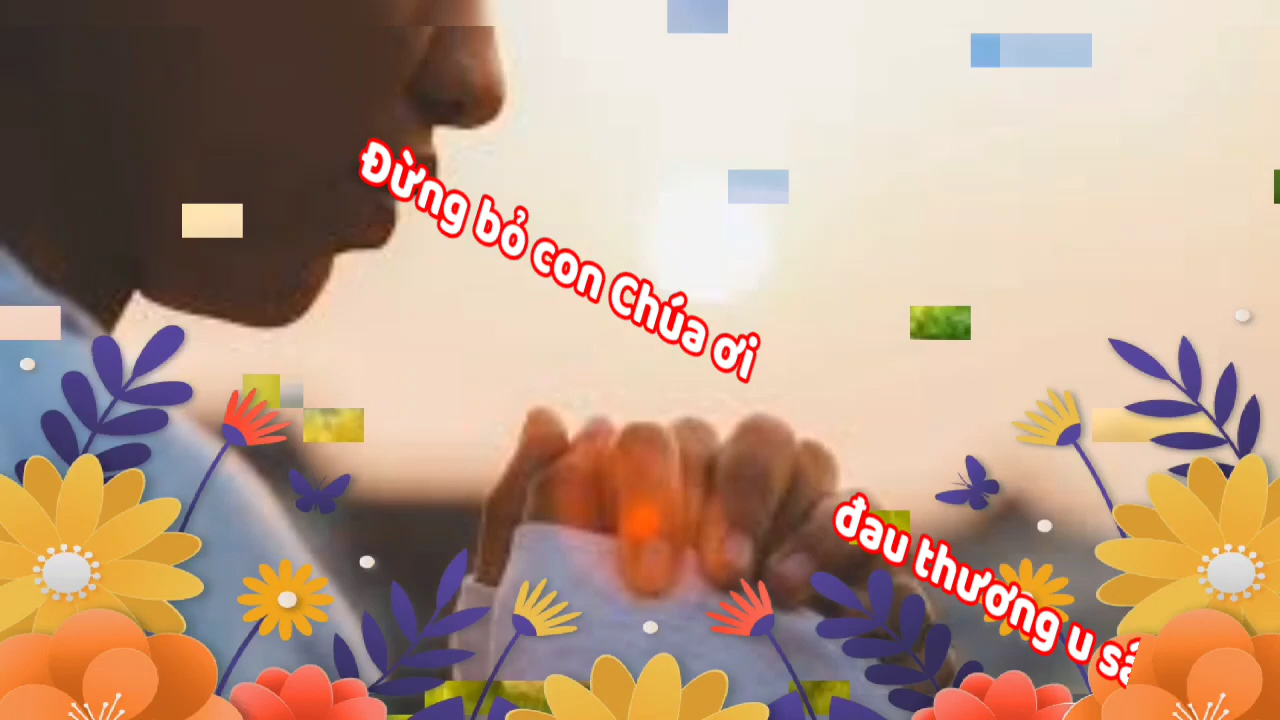 Đừng bỏ con Chúa ơi
đau thương u